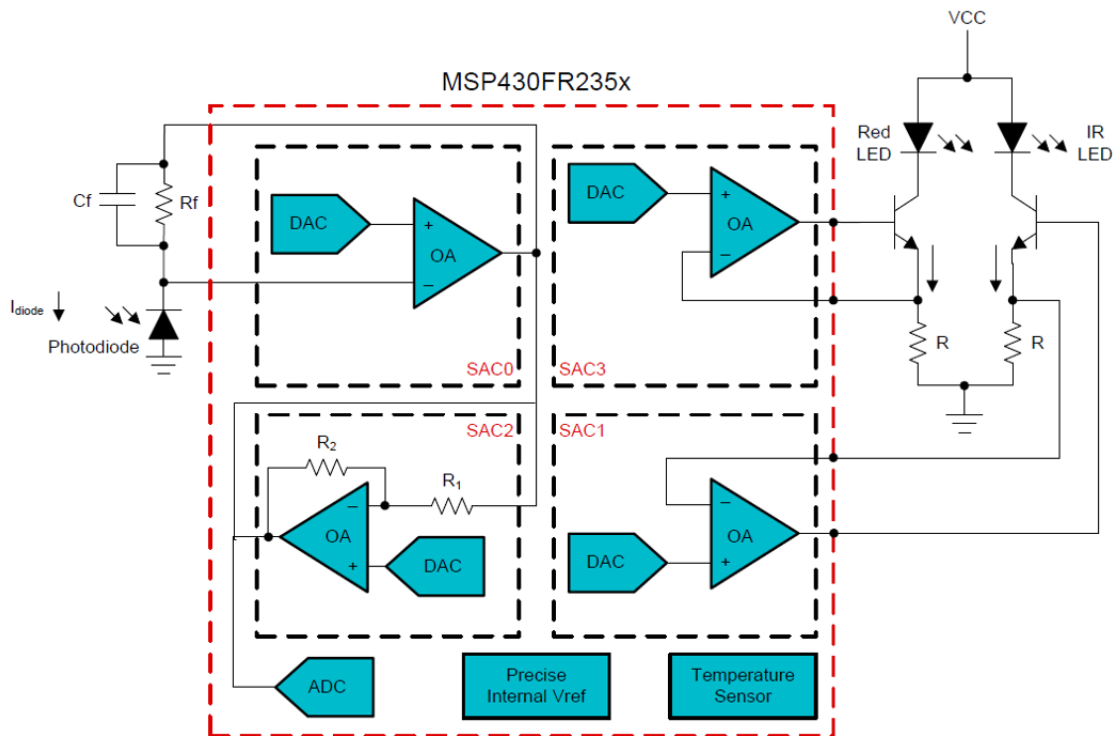 VCC
MSP430FR235x
Red
LED
IR
LED
Cf
Rf
DAC
+
OA
−
SAC0
DAC
+
OA
−
SAC3
Idiode
Photodiode
R
R
SAC2
R2
R1
−
OA
+
DAC
SAC1
−
OA
+
DAC
ADC
Precise
Internal Vref
Temperature
Sensor